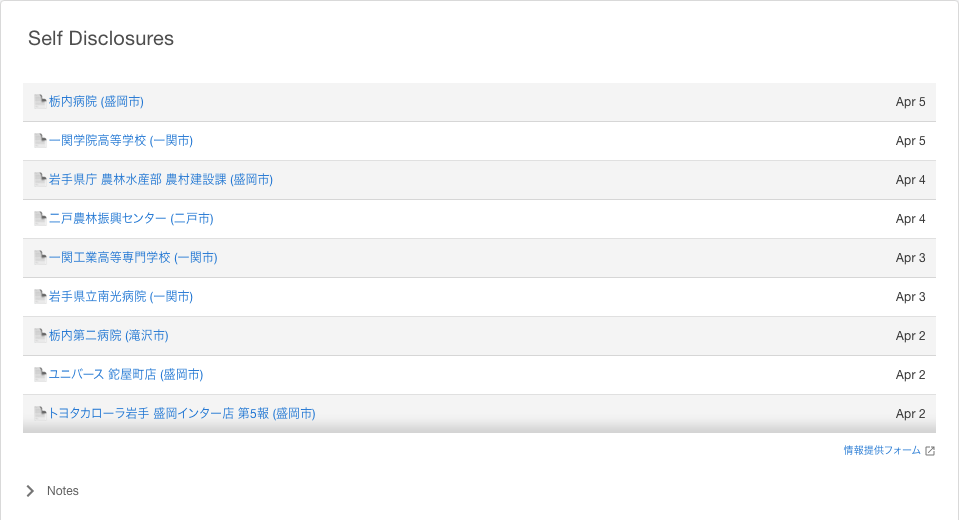 Self Disclosures
栃内病院 (盛岡市) Apr 5
一関学院高等学校 (一関市) Apr 5
岩手県庁 農林水産部 農村建設課 (盛岡市) Apr 4
二戸農林振興センター (二戸市) Apr 4
一関工業高等専門学校 (一関市) Apr 3
岩手県立南光病院 (一関市) Apr 3
栃内第二病院 (滝沢市) Apr 2
ユニバース 鉈屋町店 (盛岡市) Apr 2
トヨタカローラ岩手 盛岡インター店 第5報 (盛岡市) Apr 2
情報提供フォーム
Notes